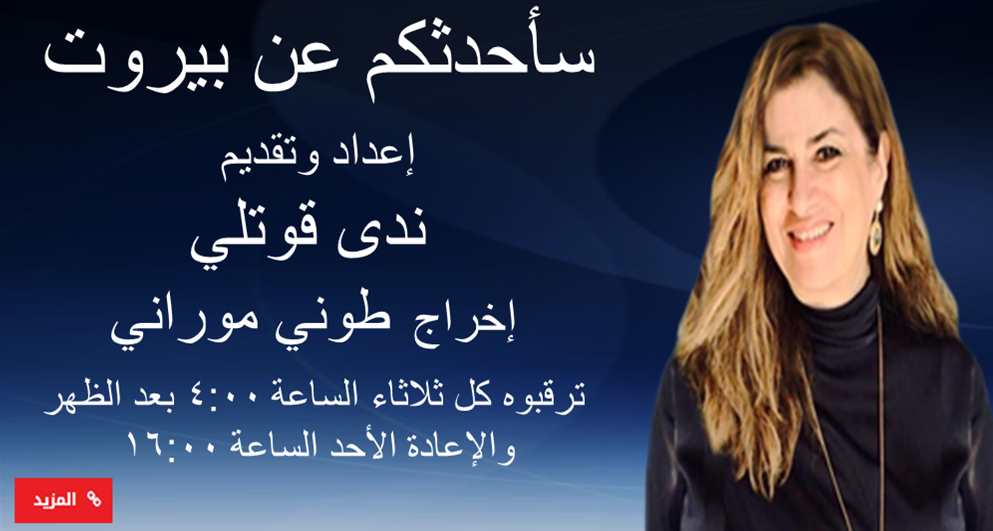 سأحدثكم عن بيروت
إعداد وتقديم
ندى قوتلي
إخراج طوني موراني
ترقبوه كل ثلاثاء الساعة ٤:٠٠ بعد الظهر
والإعادة الأحد الساعة ١٦:٠٠
المزيد